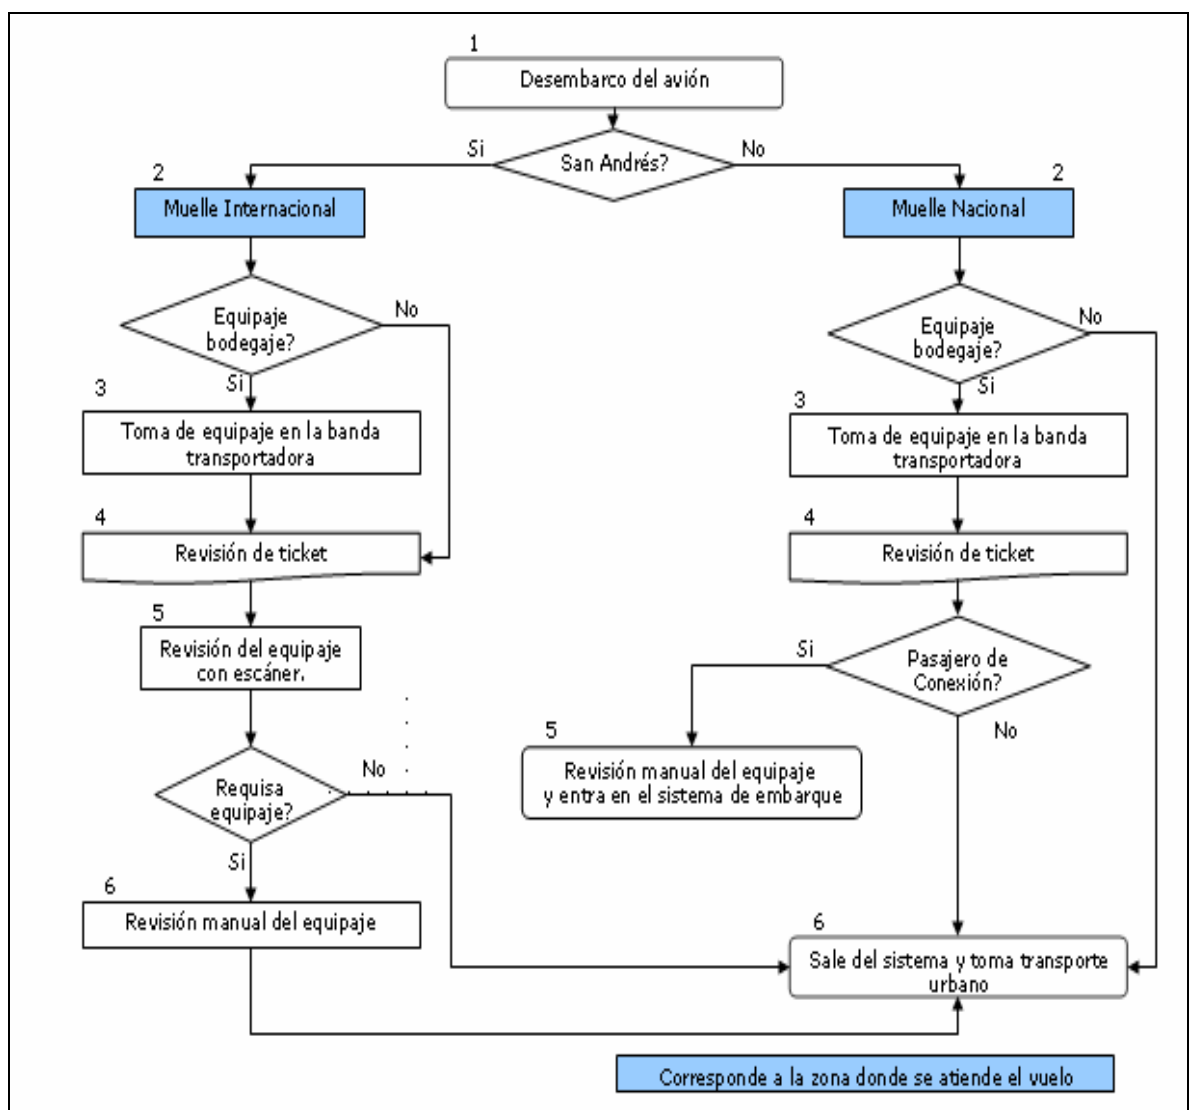 1
Desembarco del avión
San Andrés?
Si
No
2
Muelle Internacional
2
Muelle Nacional
Equipaje
bodegaje?
No
Si
3
Toma de equipaje en la banda
transportadora
4
Revisión de ticket
5
Revisión del equipaje
con escáner.
Requisa
equipaje?
No
Si
6
Revisión manual del equipaje
Equipaje
bodegaje?
No
Si
3
Toma de equipaje en la banda
transportadora
4
Revisión de ticket
Pasajero de
Conexión?
Si
No
5
Revisión manual del equipaje
y entra en el sistema de embarque
6
Sale del sistema y toma transporte
urbano
Corresponde a la zona donde se atiende el vuelo